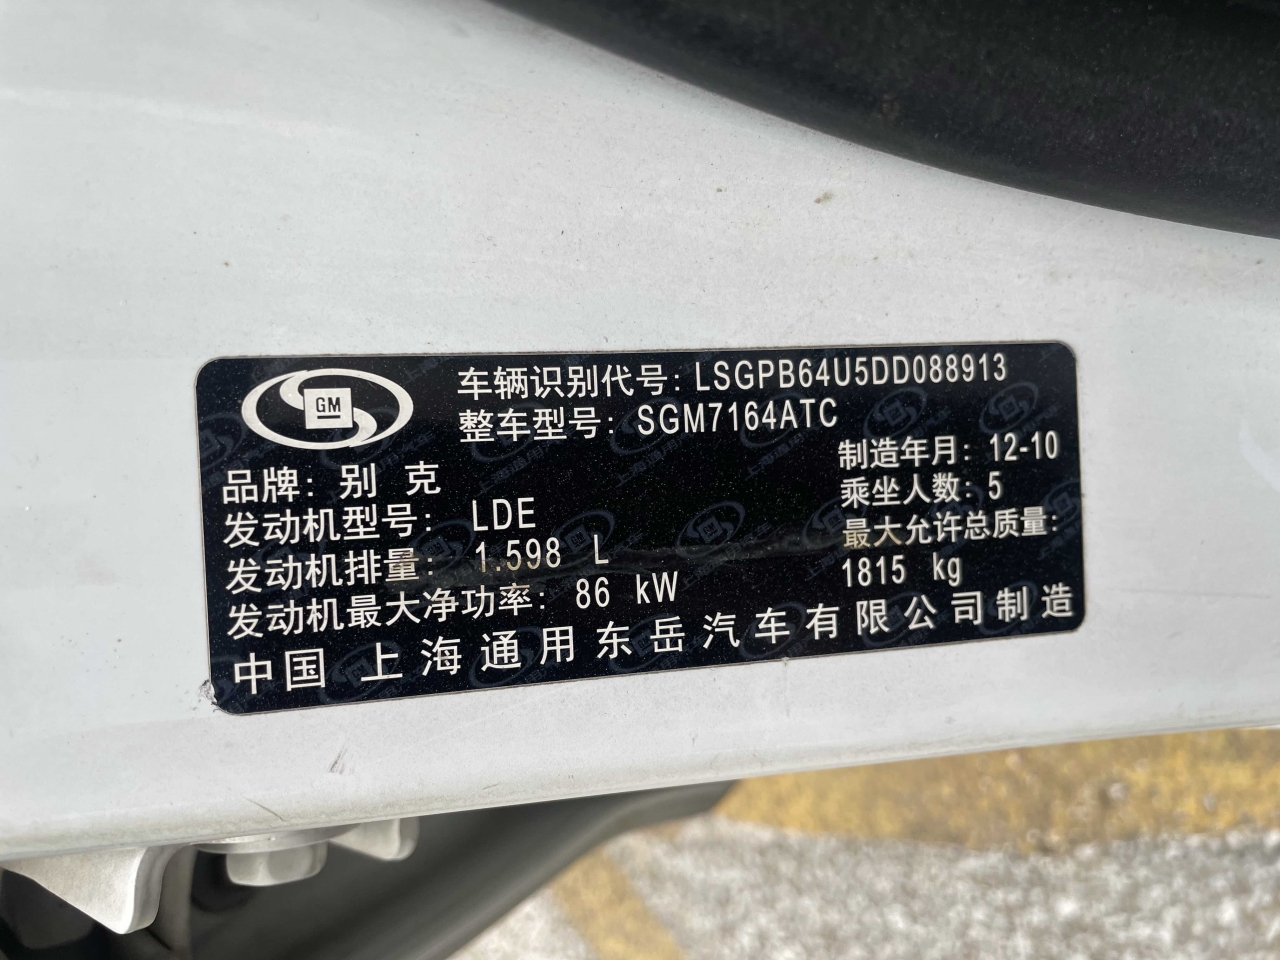 GM
车辆识别代号: LSGPB64U5DD088913
整车型号: SGM7164ATC
品牌: 别 克
制造年月: 12-10
发动机型号: LDE
乘坐人数: 5
发动机排量: 1.598 L
最大允许总质量:
1815 kg
发动机最大净功率: 86 kW
中国 上海通用东岳汽车有限公司制造